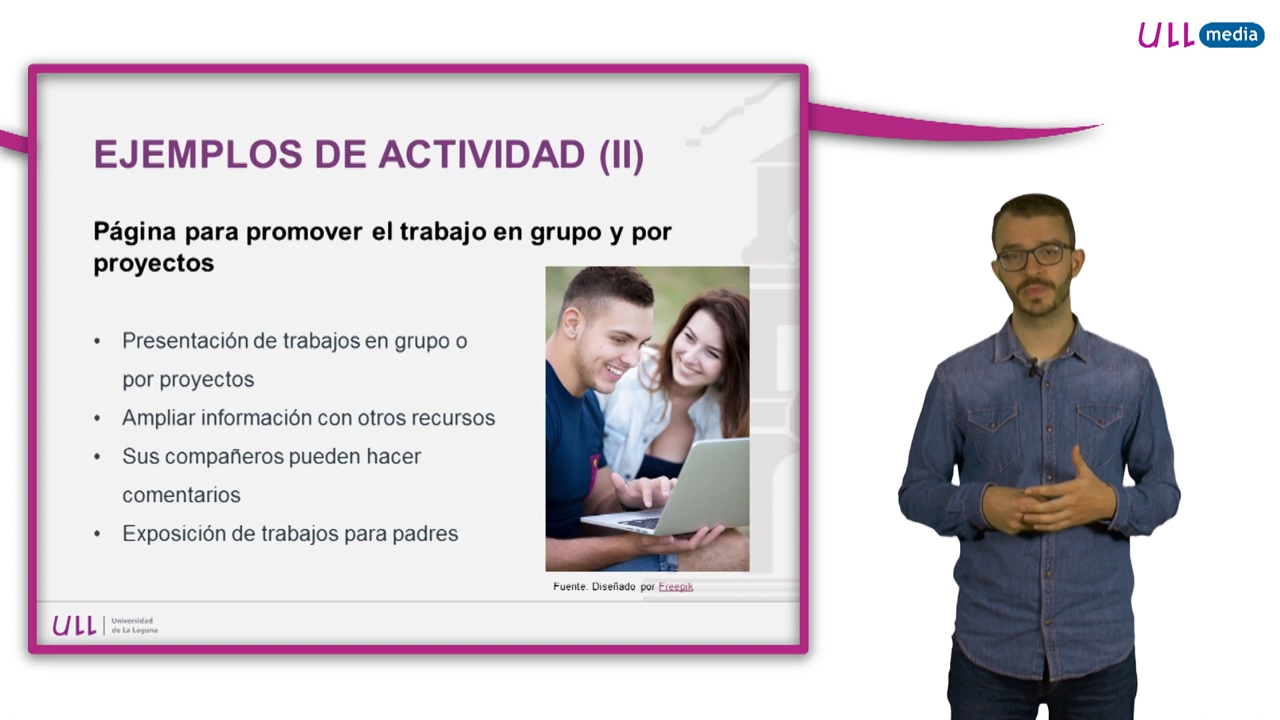 ULL media
EJEMPLOS DE ACTIVIDAD (II)
Página para promover el trabajo en grupo y por
proyectos
• Presentación de trabajos en grupo o
por proyectos
• Ampliar información con otros recursos
• Sus compañeros pueden hacer
comentarios
• Exposición de trabajos para padres
Fuente. Diseñado por Freepik
ULL
Universidad
de La Laguna